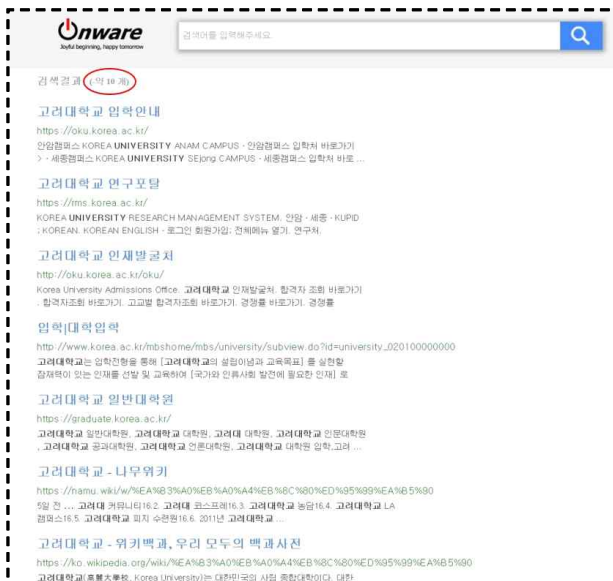 Onware
Joyful beginning, happy tomorrow
검색어를 입력해주세요.
검색결과 (약 10 개)
고려대학교 입학안내
https://oku.korea.ac.kr/
안암캠퍼스 KOREA UNIVERSITY ANAM CAMPUS · 안암캠퍼스 입학처 바로가기
> · 세종캠퍼스 KOREA UNIVERSITY SEjong CAMPUS · 세종캠퍼스 입학처 바로 ...
고려대학교 연구포탈
https://rms.korea.ac.kr/
KOREA UNIVERSITY RESEARCH MANAGEMENT SYSTEM. 안암 · 세종 · KUPID
; KOREAN. KOREAN ENGLISH · 로그인 회원가입; 전체메뉴 열기. 연구처.
고려대학교 인재발굴처
http://oku.korea.ac.kr/oku/
Korea University Admissions Office. 고려대학교 인재발굴처. 합격자 조회 바로가기
. 합격자조회 바로가기. 고교별 합격자조회 바로가기. 경쟁률 바로가기. 경쟁률
입학|대학입학
http://www.korea.ac.kr/mbshome/mbs/university/subview.do?id=university_020100000000
고려대학교는 입학전형을 통해 [고려대학교의 설립이념과 교육목표] 를 실현할
잠재력이 있는 인재를 선발 및 교육하여 [국가와 인류사회 발전에 필요한 인재] 로
고려대학교 일반대학원
https://graduate.korea.ac.kr/
고려대학교 일반대학원, 고려대학교 대학원, 고려대 대학원, 고려대학교 인문대학원
, 고려대학교 공과대학원, 고려대학교 언론대학원, 고려대학교 대학원 입학,고려 ...
고려대학교 - 나무위키
https://namu.wiki/w/%EA%B3%A0%EB%A0%A4%EB%8C%80%ED%95%99%EA%B5%90
5일 전 ... 고려대 커뮤니티16.2. 고려대 코스프레16.3. 고려대학교 농담16.4. 고려대학교 LA
캠퍼스16.5. 고려대학교 피지 수련원16.6. 2011년 고려대학교 ...
고려대학교 - 위키백과, 우리 모두의 백과사전
https://ko.wikipedia.org/wiki/%EA%B3%A0%EB%A0%A4%EB%8C%80%ED%95%99%EA%B5%90
고려대학교(高麗大學校, Korea University)는 대한민국의 사립 종합대학이다. 대한